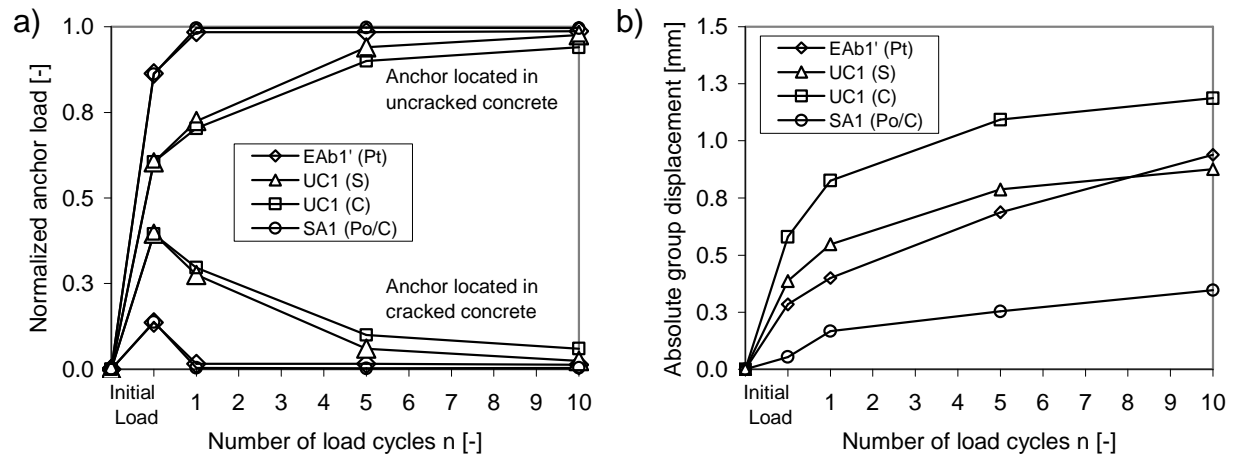 a)
Normalized anchor load [-]
1.0
0.8
0.5
0.3
0.0
Anchor located in
uncracked concrete
EAb1' (Pt)
UC1 (S)
UC1 (C)
SA1 (Po/C)
Anchor located in
cracked concrete
Initial
Load
1 2 3 4 5 6 7 8 9 10
Number of load cycles n [-]
b)
Absolute group displacement [mm]
1.5
1.3
1.0
0.8
0.5
0.3
0.0
EAb1' (Pt)
UC1 (S)
UC1 (C)
SA1 (Po/C)
Initial
Load
1 2 3 4 5 6 7 8 9 10
Number of load cycles n [-]